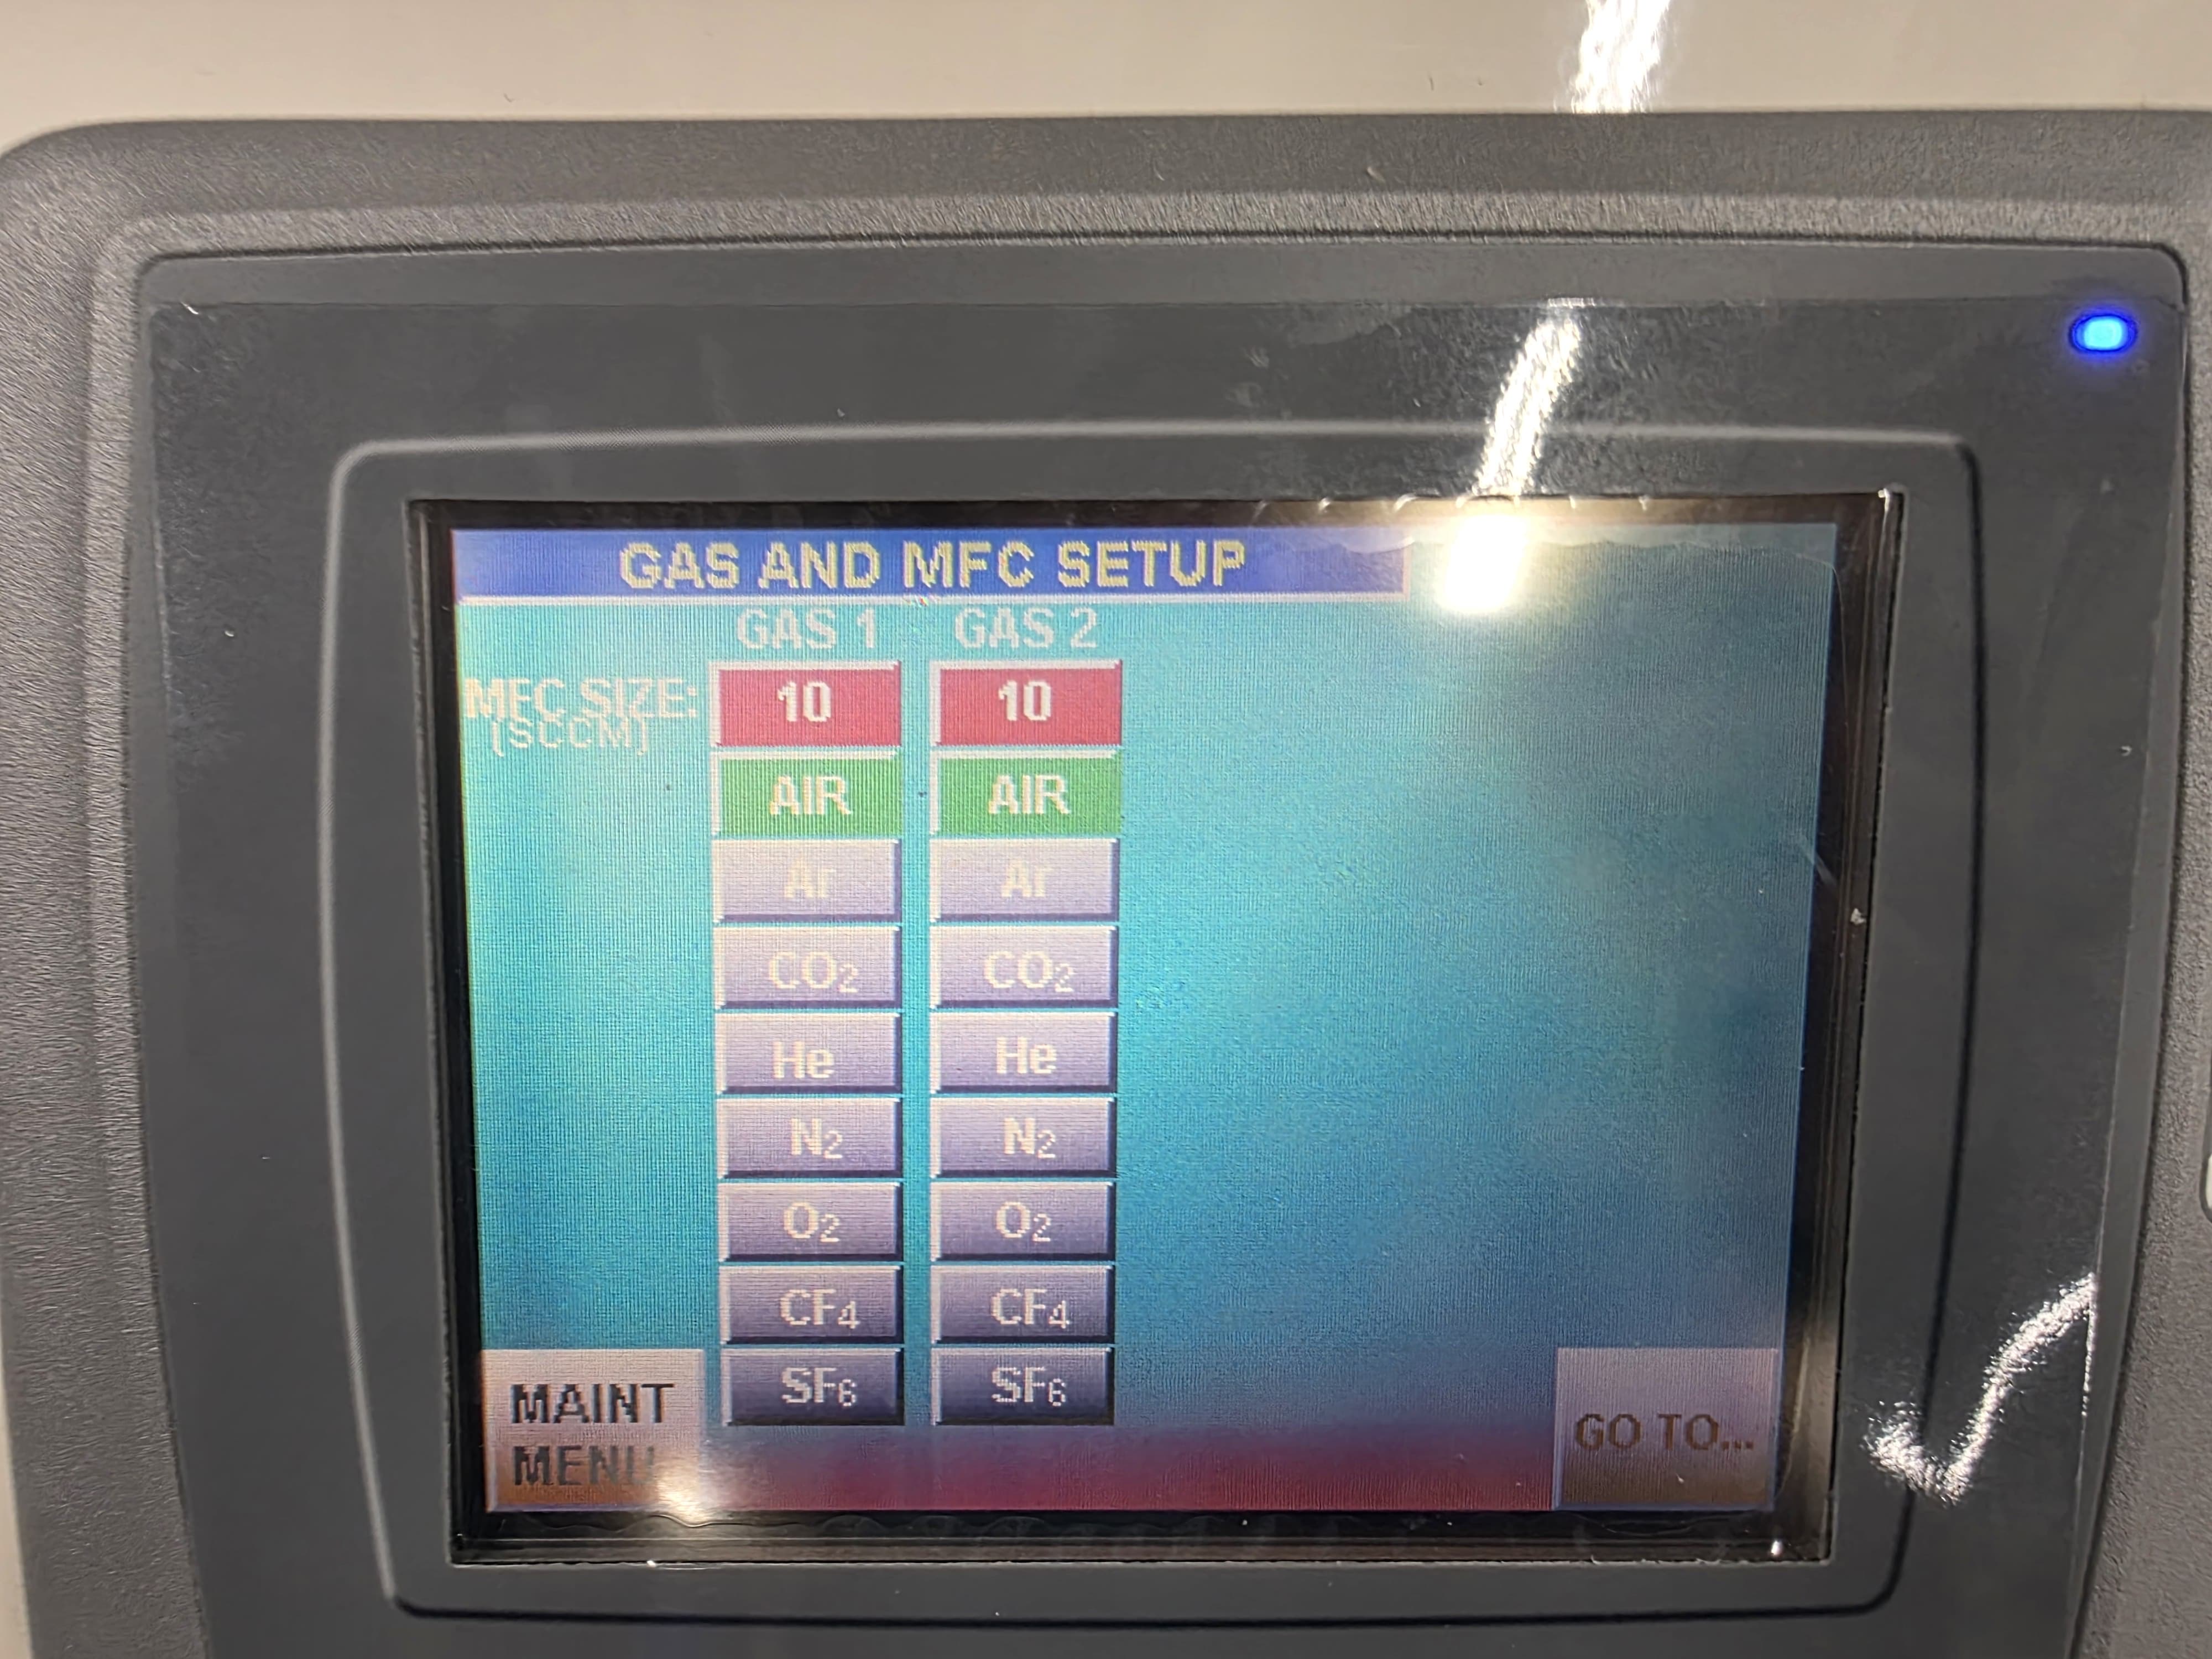 GAS AND MFC SETUP
GAS 1 GAS 2
MFC SIZE: 10 10
(SCCM)
AIR AIR
Ar Ar
CO₂ CO₂
He He
N₂ N₂
O₂ O₂
CF₄ CF₄
SF₆ SF₆
MAINT
MENU
GO TO...